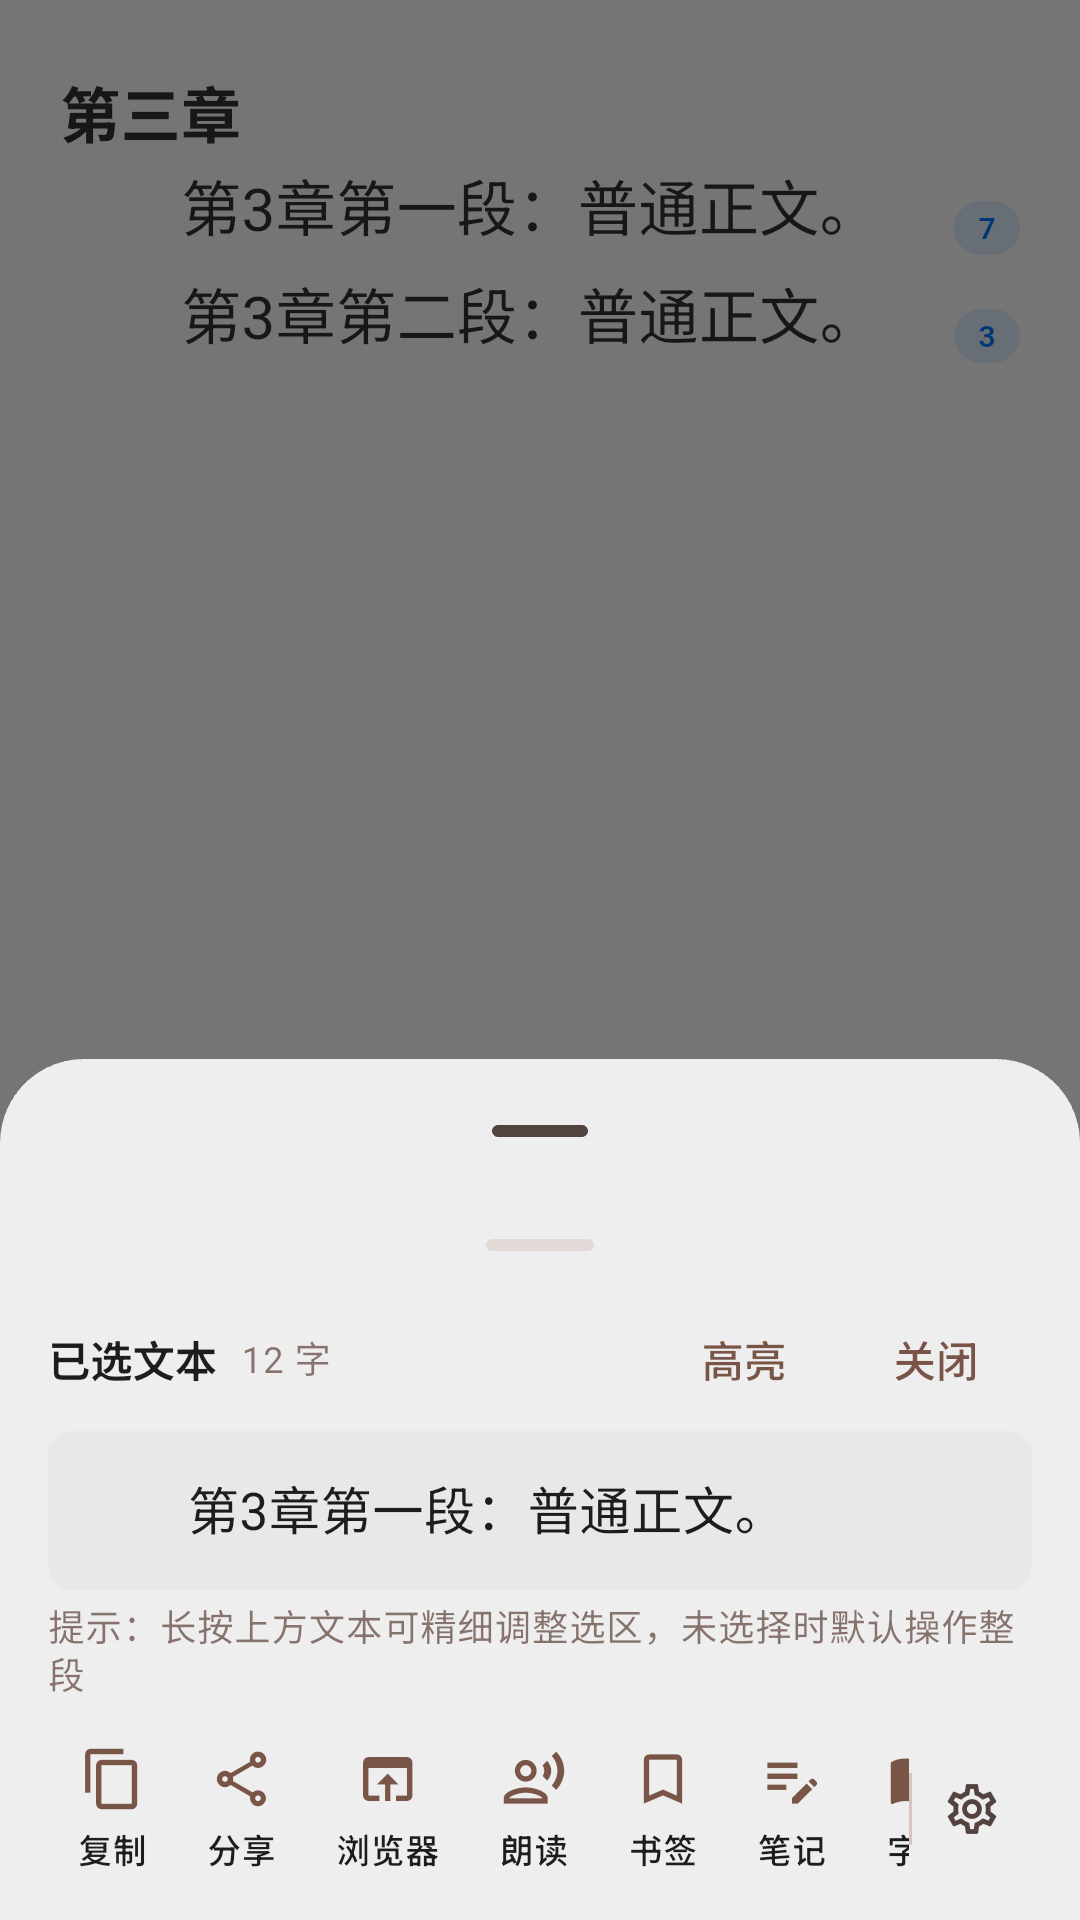 第三章
第3章第一段：普通正文。
7
第3章第二段：普通正文。
3
已选文本 12 字 高亮 关闭
第3章第一段：普通正文。
提示：长按上方文本可精细调整选区，未选择时默认操作整
段
复制 分享 浏览器 朗读 书签 笔记 字